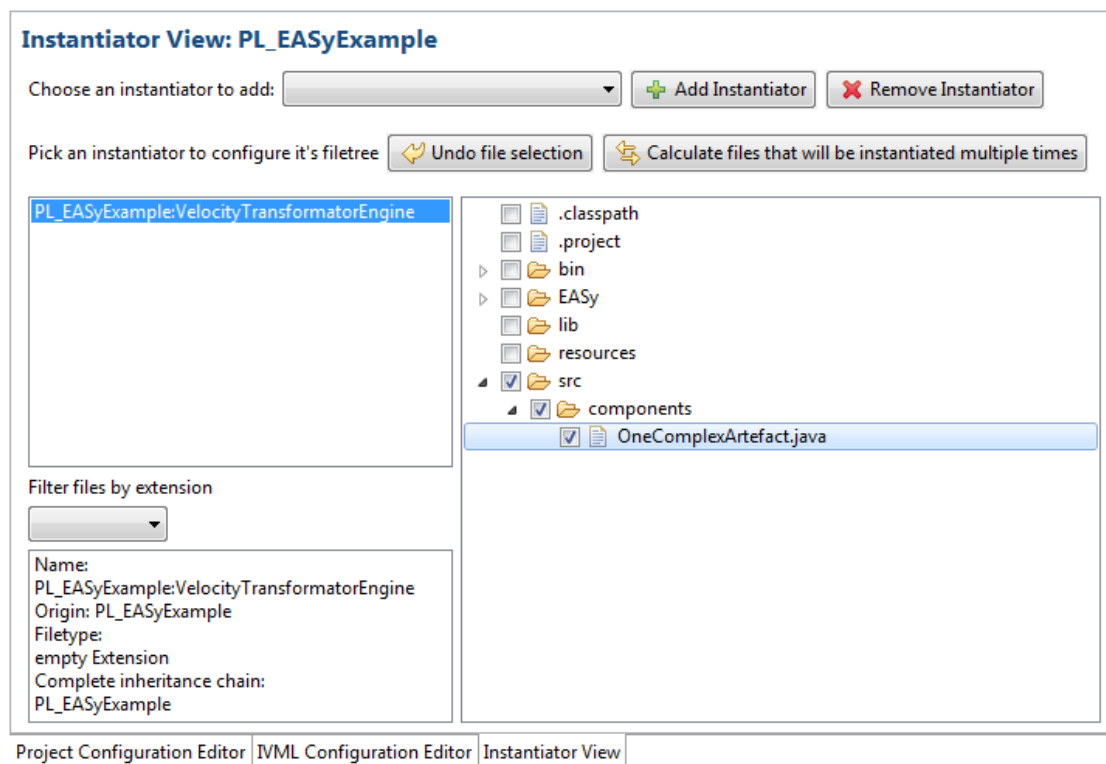 Instantiator View: PL_EASyExample
Choose an instantiator to add:
Add Instantiator
Remove Instantiator
Pick an instantiator to configure it's filetree
Undo file selection
Calculate files that will be instantiated multiple times
PL_EASyExample:VelocityTransformatorEngine
.classpath
.project
bin
EASy
lib
resources
src
components
OneComplexArtefact.java
Filter files by extension
Name:
PL_EASyExample:VelocityTransformatorEngine
Origin: PL_EASyExample
Filetype:
empty Extension
Complete inheritance chain:
PL_EASyExample
Project Configuration Editor
IVML Configuration Editor
Instantiator View